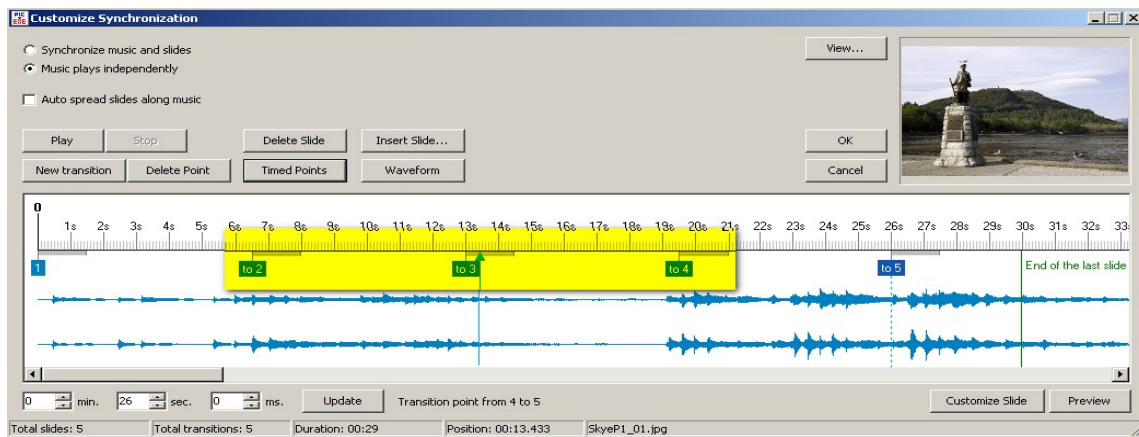 PIC EXE Customize Synchronization
Synchronize music and slides
Music plays independently
Auto spread slides along music
View...
Play Stop Delete Slide Insert Slide... OK
New transition Delete Point Timed Points Waveform Cancel
0
1s 2s 3s 4s 5s 6s 7s 8s 9s 10s 11s 12s 13s 14s 15s 16s 17s 18s 19s 20s 21s 22s 23s 24s 25s 26s 27s 28s 29s 30s 31s 32s 33s
1 to 2 to 3 to 4 to 5 End of the last slide
0 min. 26 sec. 0 ms. Update Transition point from 4 to 5 Customize Slide Preview
Total slides: 5 Total transitions: 5 Duration: 00:29 Position: 00:13.433 SkyeP1_01.jpg